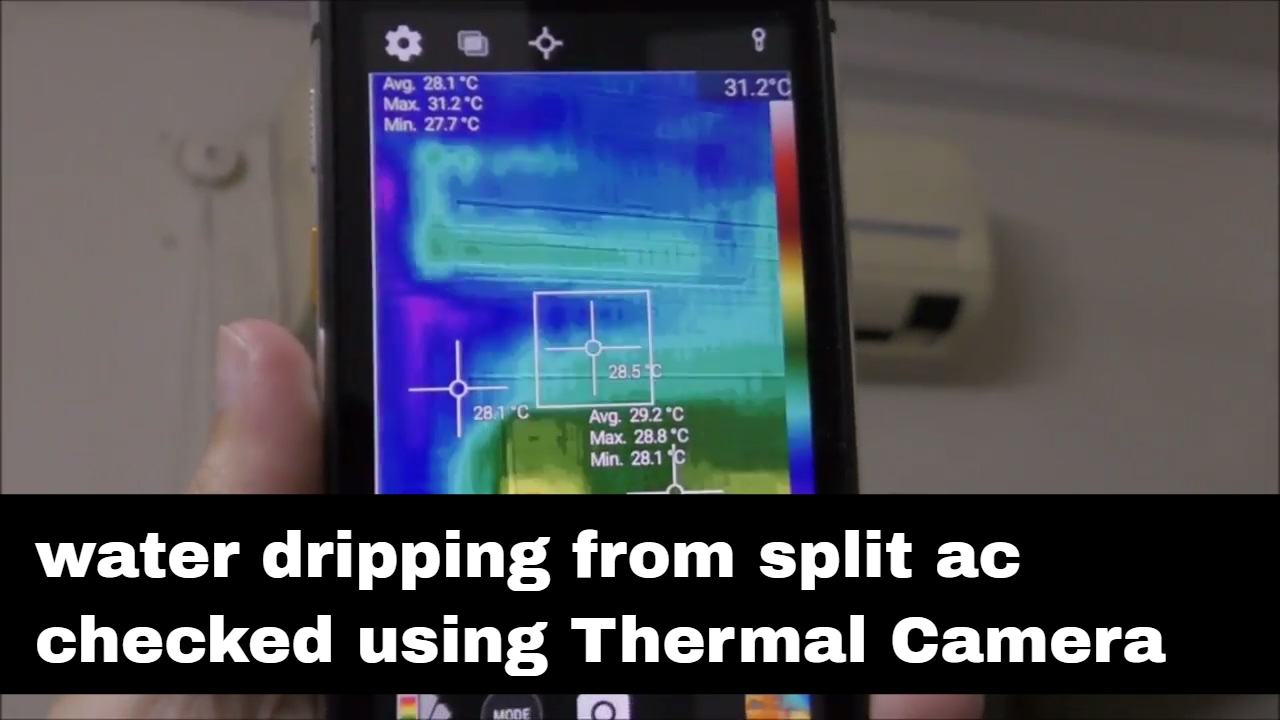 Avg. 28.1 °C
31.2°C
Max. 31.2 °C
Min. 27.7 °C
28.5 °C
28.1 °C
Avg. 29.2 °C
Max. 28.8 °C
Min. 28.1 °C
water dripping from split ac
checked using Thermal Camera
MODE